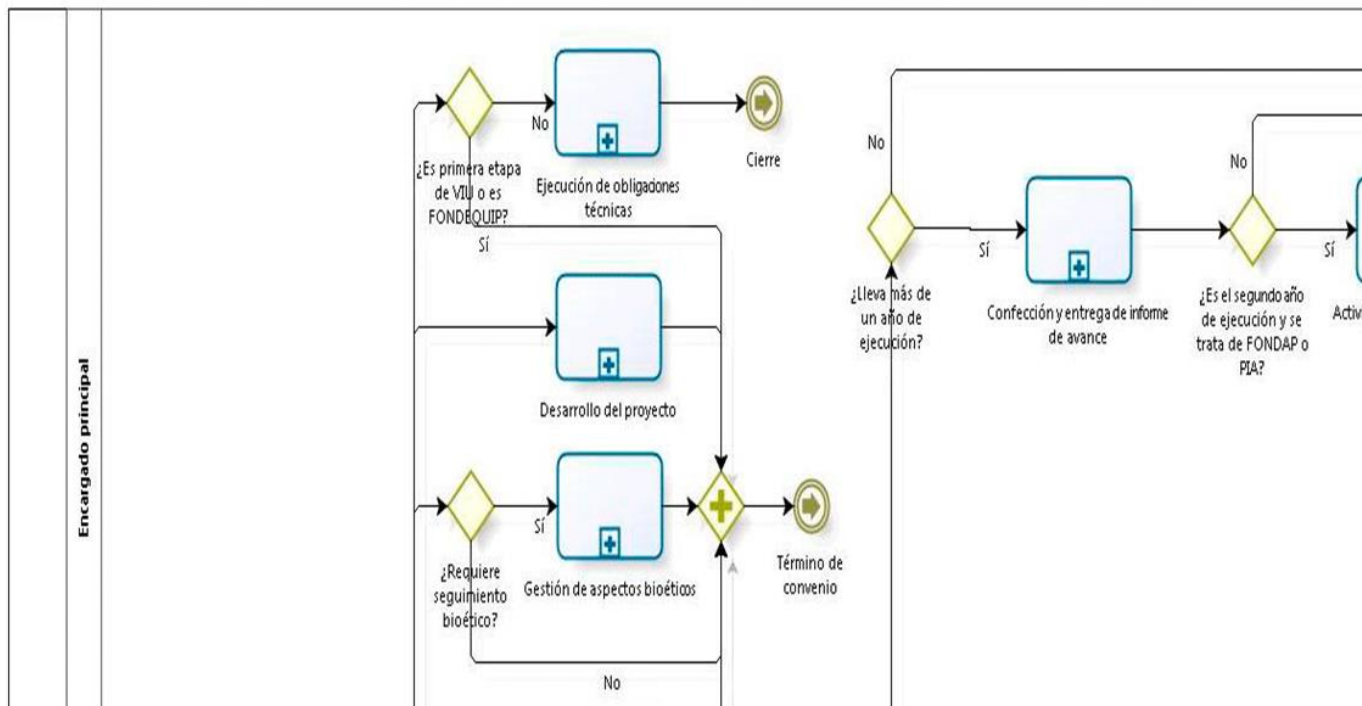 Encargado principal
¿Es primera etapa
de VIU o es
FONDEQUIP?
No
Sí
Ejecución de obligaciones
técnicas
Cierre
Desarrollo del proyecto
¿Requiere
seguimiento
bioético?
Sí
No
Gestión de aspectos bioéticos
Término de
convenio
¿Lleva más de
un año de
ejecución?
No
Sí
Confección y entrega de informe
de avance
¿Es el segundo año
de ejecución y se
trata de FONDAP o
PIA?
No
Sí
Activi